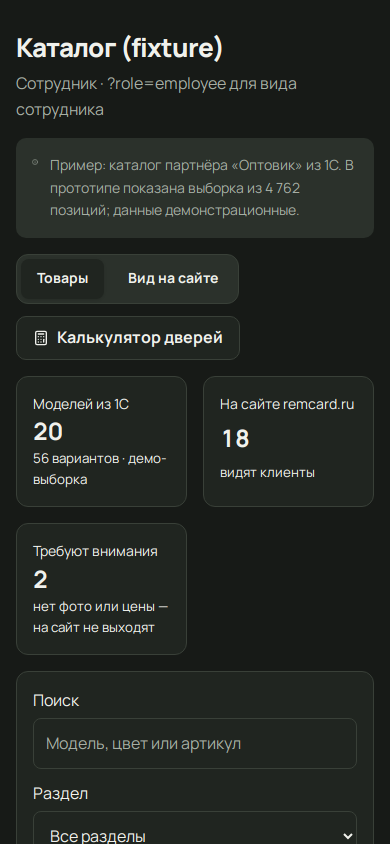 Каталог (fixture)
Сотрудник · ?role=employee для вида
сотрудника
Пример: каталог партнёра «Оптовик» из 1С. В
прототипе показана выборка из 4 762
позиций; данные демонстрационные.
Товары
Вид на сайте
Калькулятор дверей
Моделей из 1С
20
56 вариантов · демо-
выборка
На сайте remcard.ru
18
видят клиенты
Требуют внимания
2
нет фото или цены —
на сайт не выходят
Поиск
Модель, цвет или артикул
Раздел
Все разделы